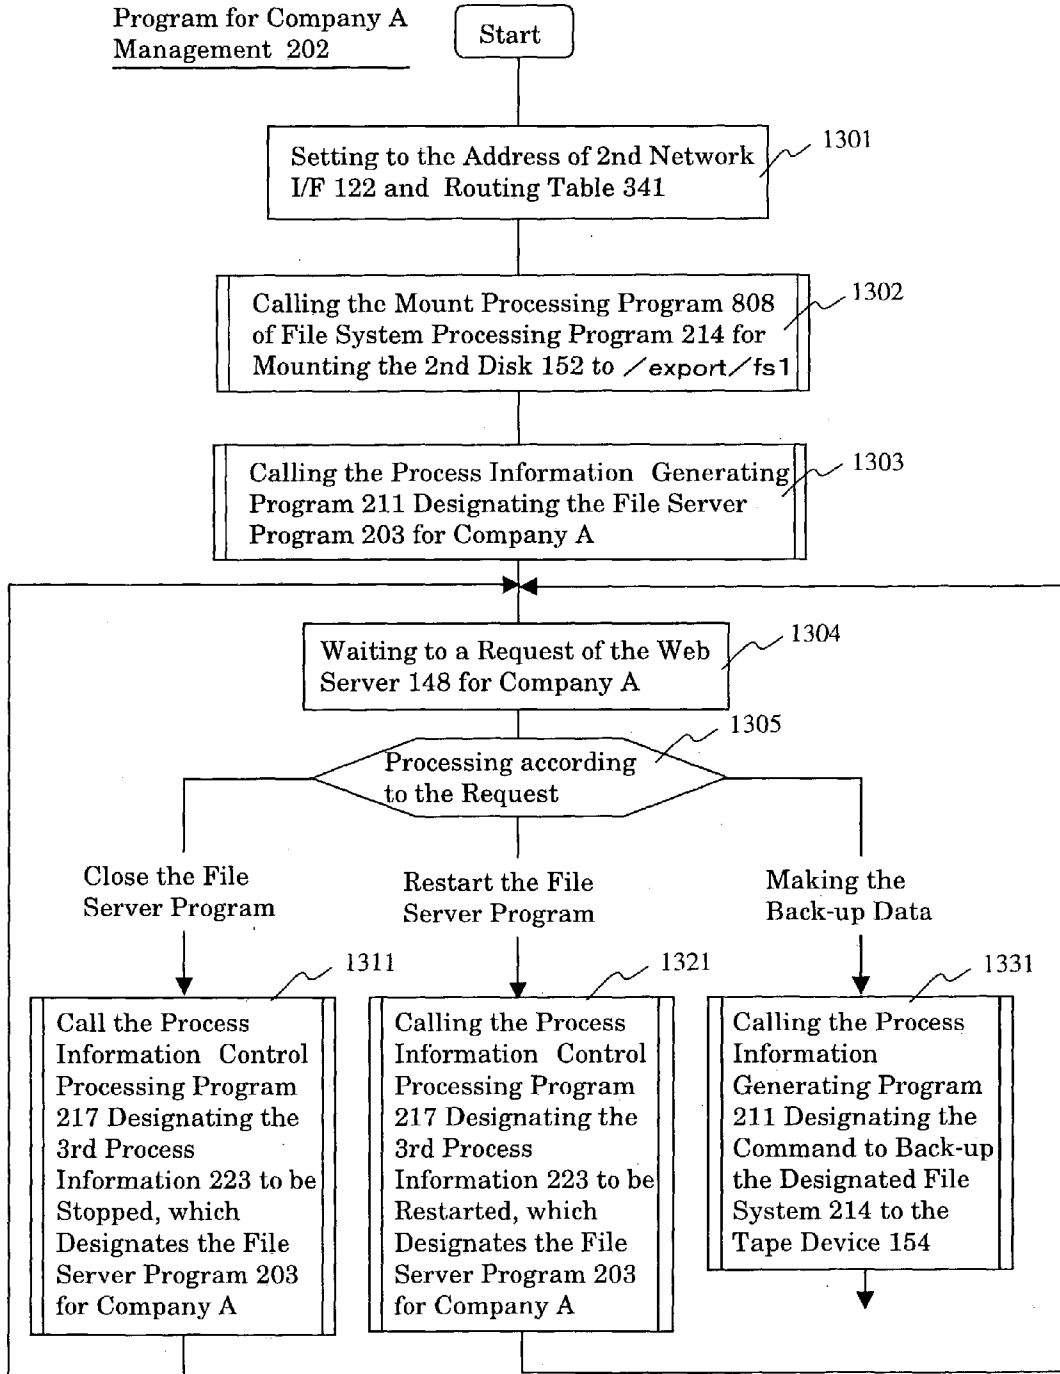 Program for Company A
Management 202
Start
1301
Setting to the Address of 2nd Network
I/F 122 and Routing Table 341
1302
Calling the Mount Processing Program 808
of File System Processing Program 214 for
Mounting the 2nd Disk 152 to /export/fs1
1303
Calling the Process Information Generating
Program 211 Designating the File Server
Program 203 for Company A
1304
Waiting to a Request of the Web
Server 148 for Company A
1305
Processing according
to the Request
Close the File
Server Program
Restart the File
Server Program
Making the
Back-up Data
1311
Call the Process
Information Control
Processing Program
217 Designating the
3rd Process
Information 223 to be
Stopped, which
Designates the File
Server Program 203
for Company A
1321
Calling the Process
Information Control
Processing Program
217 Designating the
3rd Process
Information 223 to be
Restarted, which
Designates the File
Server Program 203
for Company A
1331
Calling the Process
Information
Generating Program
211 Designating the
Command to Back-up
the Designated File
System 214 to the
Tape Device 154